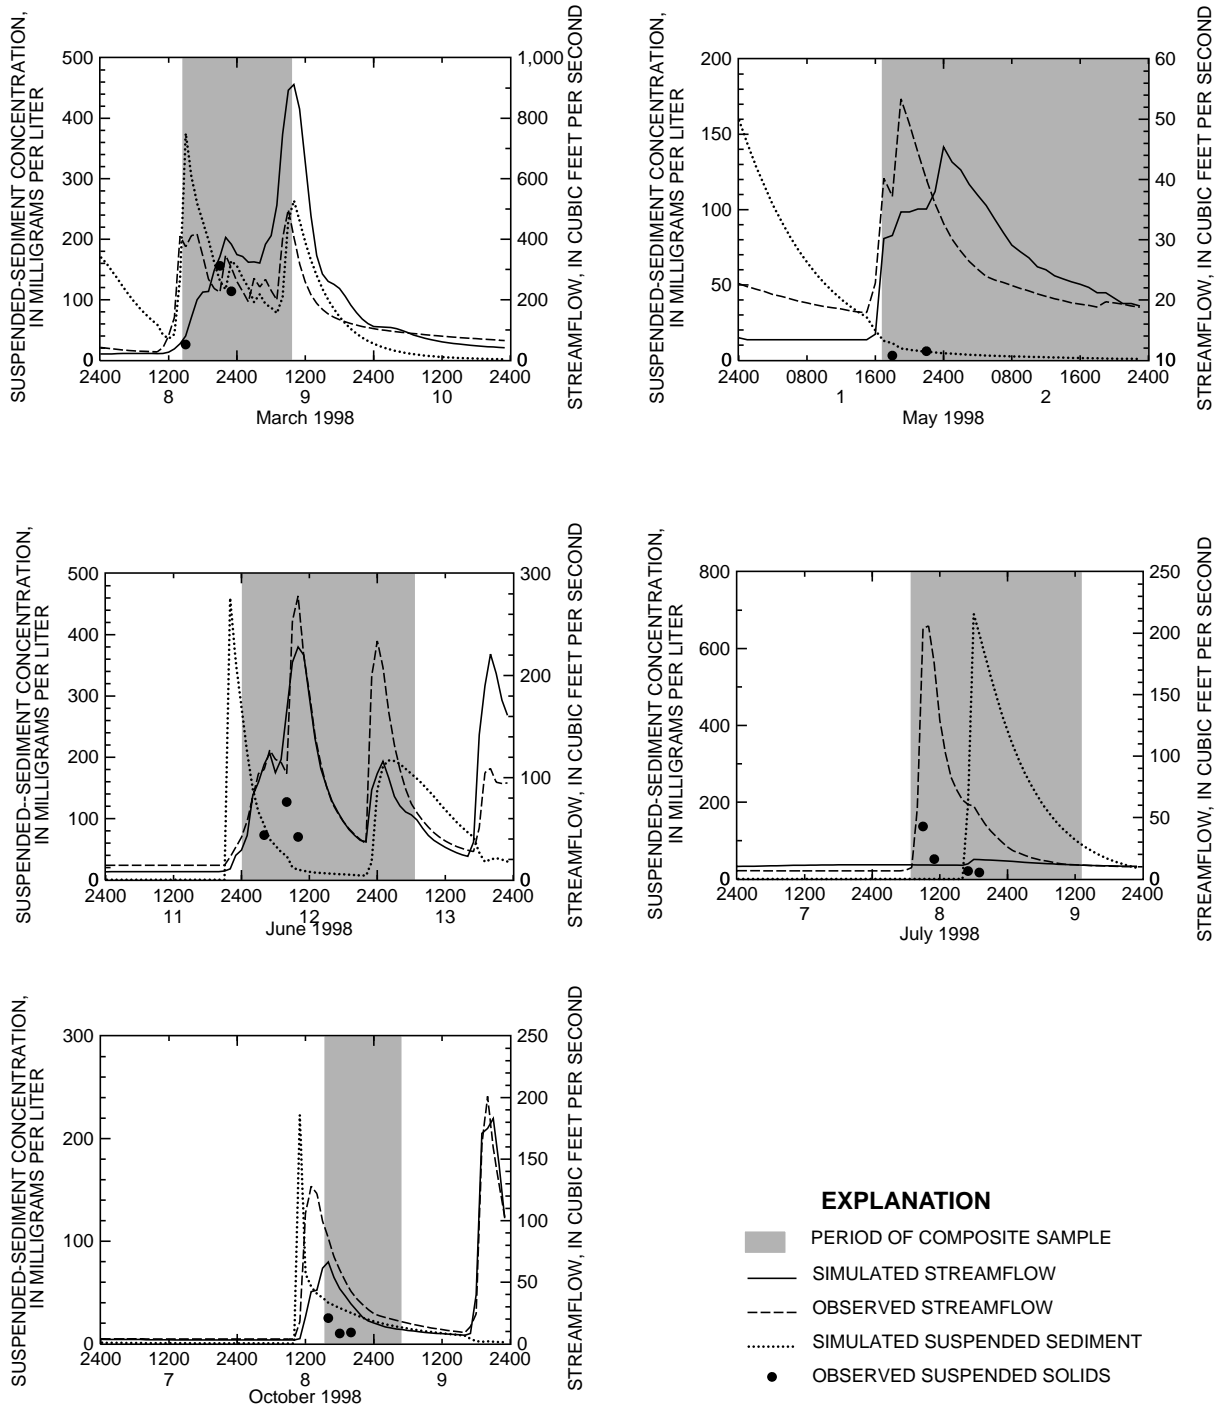 SUSPENDED-SEDIMENT CONCENTRATION,
IN MILLIGRAMS PER LITER
500
400
300
200
100
0
1,000
800
600
400
200
0
STREAMFLOW, IN CUBIC FEET PER SECOND
2400 1200 2400 1200 2400 1200 2400
8 9 10
March 1998
SUSPENDED-SEDIMENT CONCENTRATION,
IN MILLIGRAMS PER LITER
200
150
100
50
0
60
50
40
30
20
10
STREAMFLOW, IN CUBIC FEET PER SECOND
2400 0800 1600 2400 0800 1600 2400
1 2
May 1998
SUSPENDED--SEDIMENT CONCENTRATION,
IN MILLIGRAMS PER LITER
500
400
300
200
100
0
300
200
100
0
STREAMFLOW, IN CUBIC FEET PER SECOND
2400 1200 2400 1200 2400 1200 2400
11 12 13
June 1998
SUSPENDED-SEDIMENT CONCENTRATION,
IN MILLIGRAMS PER LITER
800
600
400
200
0
250
200
150
100
50
0
STREAMFLOW, IN CUBIC FEET PER SECOND
2400 1200 2400 1200 2400 1200 2400
7 8 9
July 1998
SUSPENDED-SEDIMENT CONCENTRATION,
IN MILLIGRAMS PER LITER
300
200
100
0
250
200
150
100
50
0
STREAMFLOW, IN CUBIC FEET PER SECOND
2400 1200 2400 1200 2400 1200 2400
7 8 9
October 1998
EXPLANATION
PERIOD OF COMPOSITE SAMPLE
SIMULATED STREAMFLOW
OBSERVED STREAMFLOW
SIMULATED SUSPENDED SEDIMENT
OBSERVED SUSPENDED SOLIDS